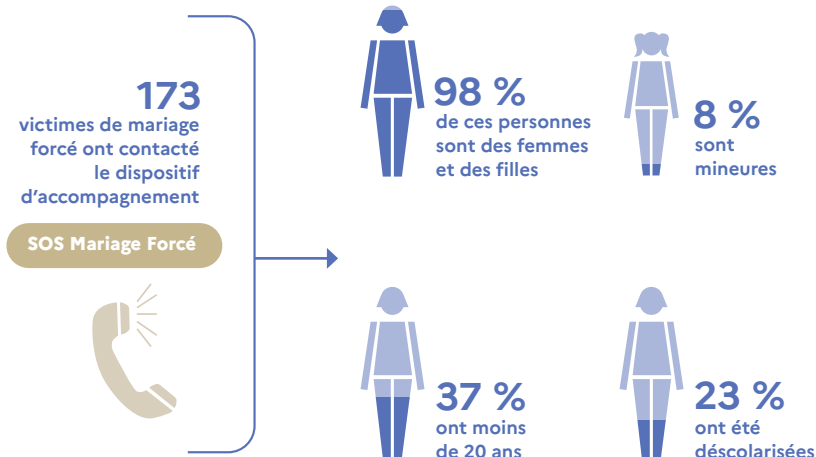 173
victimes de mariage
forcé ont contacté
le dispositif
d'accompagnement
SOS Mariage Forcé
98 %
de ces personnes
sont des femmes
et des filles
8 %
sont
mineures
37 %
ont moins
de 20 ans
23 %
ont été
déscolarisées